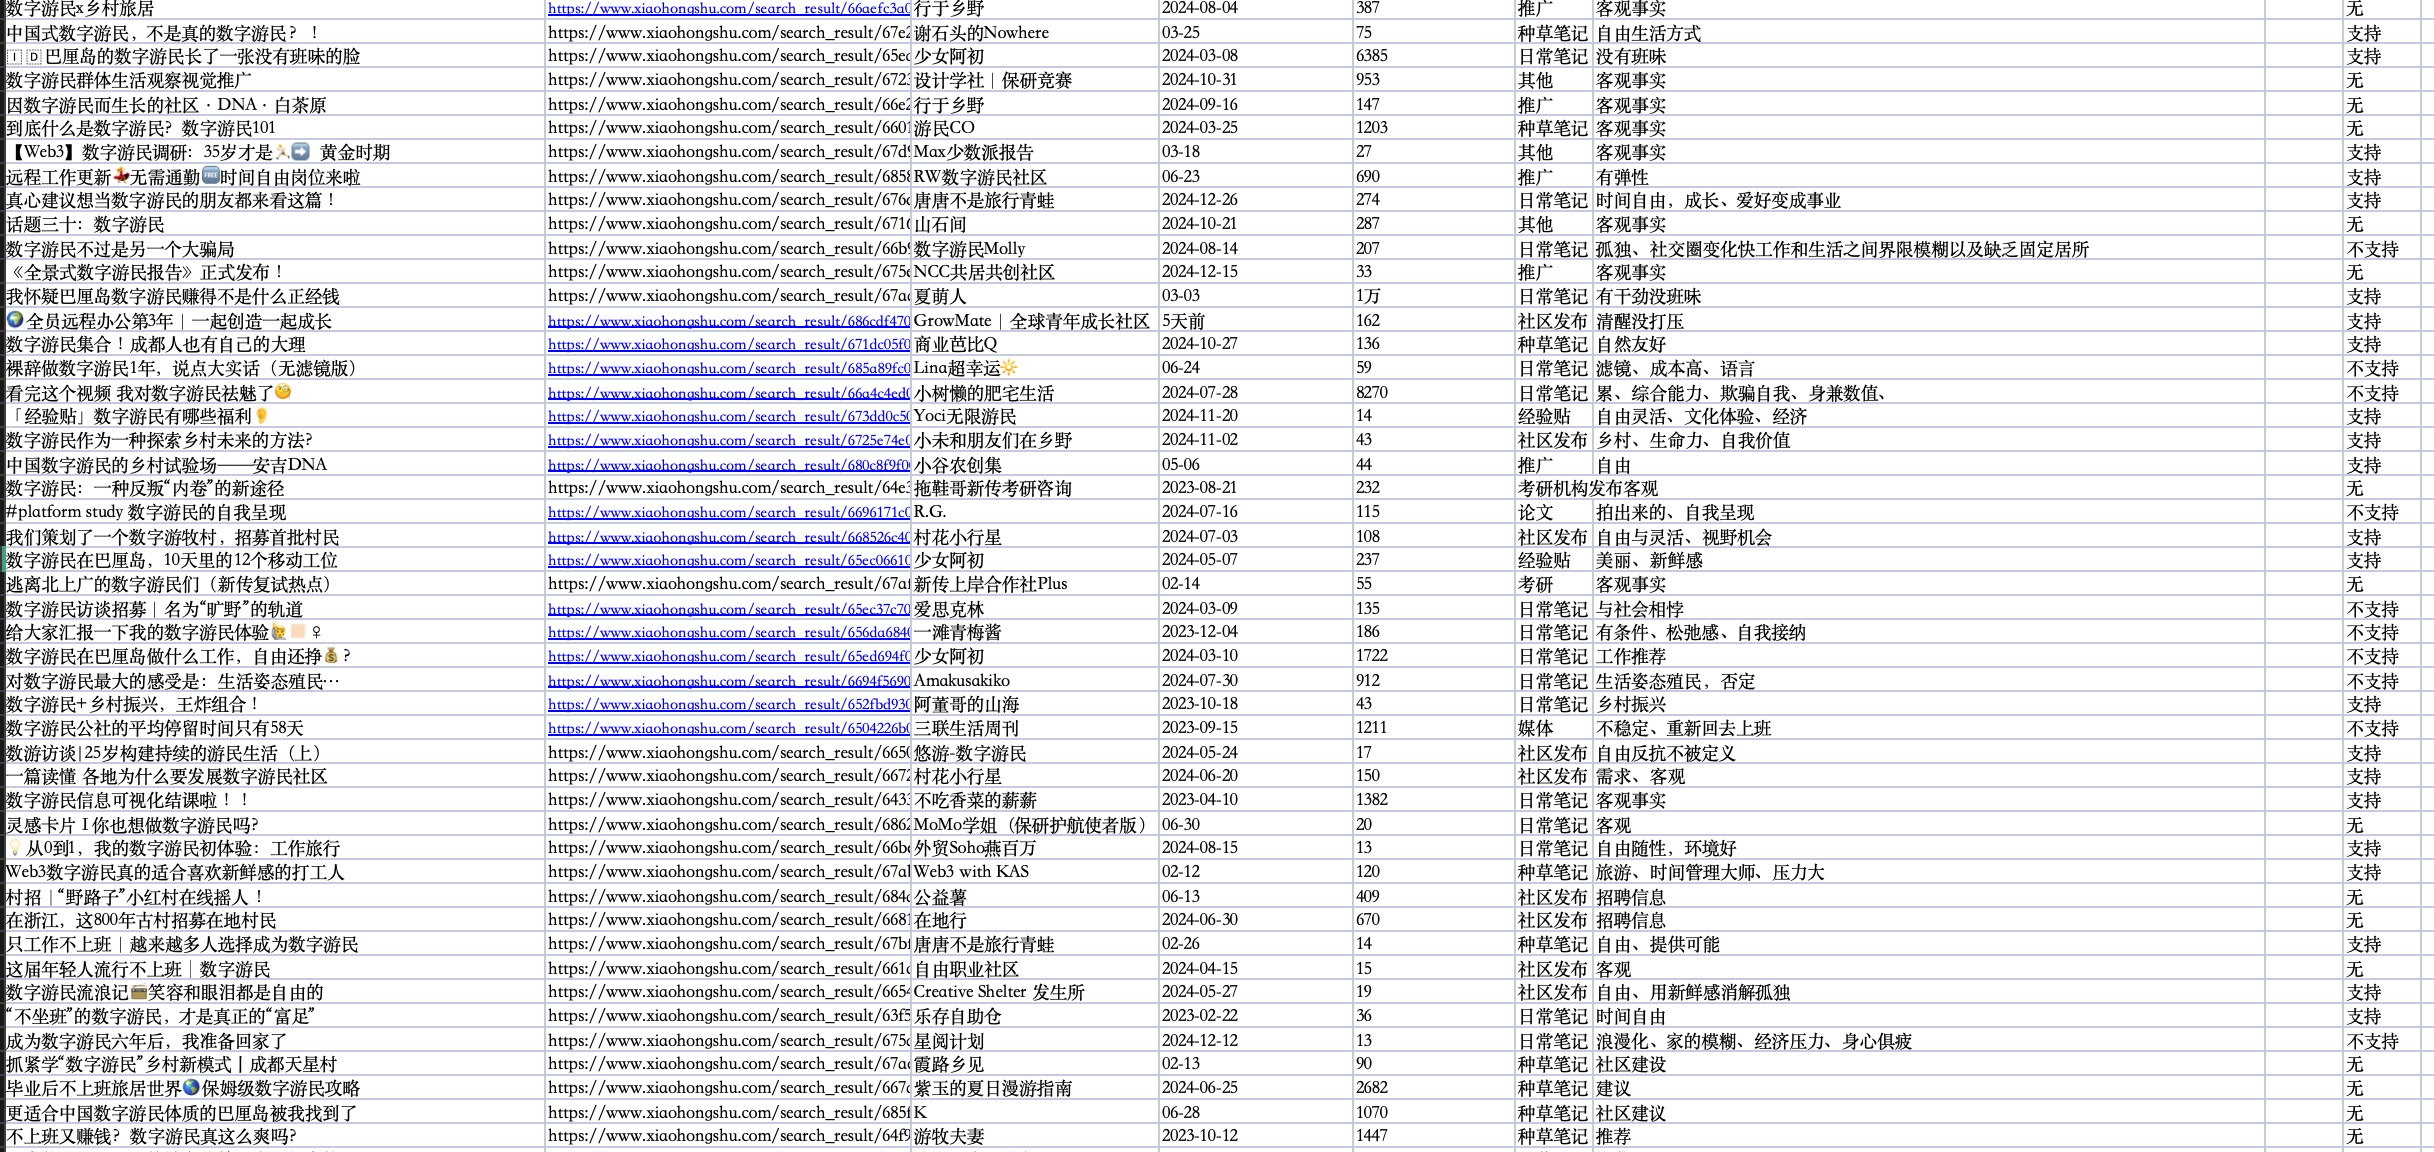 数字游民x乡村旅居 https://www.xiaohongshu.com/search_result/66aefc3a0 行于乡野 2024-08-04 387 推广 客观事实 无
中国式数字游民，不是真的数字游民？！ https://www.xiaohongshu.com/search_result/67e2 谢石头的Nowhere 03-25 75 种草笔记 自由生活方式 支持
🇮🇩巴厘岛的数字游民长了一张没有班味的脸 https://www.xiaohongshu.com/search_result/65ec 少女阿初 2024-03-08 6385 日常笔记 没有班味 支持
数字游民群体生活观察视觉推广 https://www.xiaohongshu.com/search_result/6723 设计学社｜保研竞赛 2024-10-31 953 其他 客观事实 无
因数字游民而生长的社区·DNA·白茶原 https://www.xiaohongshu.com/search_result/66e2 行于乡野 2024-09-16 147 推广 客观事实 无
到底什么是数字游民？数字游民101 https://www.xiaohongshu.com/search_result/6601 游民CO 2024-03-25 1203 种草笔记 客观事实 无
【Web3】数字游民调研：35岁才是🏃➡️ 黄金时期 https://www.xiaohongshu.com/search_result/67d9 Max少数派报告 03-18 27 其他 客观事实 支持
远程工作更新💃无需通勤🆓时间自由岗位来啦 https://www.xiaohongshu.com/search_result/6858 RW数字游民社区 06-23 690 推广 有弹性 支持
真心建议想当数字游民的朋友都来看这篇！ https://www.xiaohongshu.com/search_result/676c 唐唐不是旅行青蛙 2024-12-26 274 日常笔记 时间自由，成长、爱好变成事业 支持
话题三十：数字游民 https://www.xiaohongshu.com/search_result/6716 山石间 2024-10-21 287 其他 客观事实 无
数字游民不过是另一个大骗局 https://www.xiaohongshu.com/search_result/66b9 数字游民Molly 2024-08-14 207 日常笔记 孤独、社交圈变化快工作和生活之间界限模糊以及缺乏固定居所 不支持
《全景式数字游民报告》正式发布！ https://www.xiaohongshu.com/search_result/675e NCC共居共创社区 2024-12-15 33 推广 客观事实 无
我怀疑巴厘岛数字游民赚得不是什么正经钱 https://www.xiaohongshu.com/search_result/67ac 夏萌人 03-03 1万 日常笔记 有干劲没班味 支持
🌍全员远程办公第3年｜一起创造一起成长 https://www.xiaohongshu.com/search_result/686cdf470 GrowMate｜全球青年成长社区 5天前 162 社区发布 清醒没打压 支持
数字游民集合！成都人也有自己的大理 https://www.xiaohongshu.com/search_result/671dc05f0 商业芭比Q 2024-10-27 136 种草笔记 自然友好 支持
裸辞做数字游民1年，说点大实话（无滤镜版） https://www.xiaohongshu.com/search_result/685a89fc0 Lina超幸运🔆 06-24 59 日常笔记 滤镜、成本高、语言 不支持
看完这个视频 我对数字游民祛魅了🧐 https://www.xiaohongshu.com/search_result/66a4c4ed0 小树懒的肥宅生活 2024-07-28 8270 日常笔记 累、综合能力、欺骗自我、身兼数值、 不支持
「经验贴」数字游民有哪些福利👂 https://www.xiaohongshu.com/search_result/673dd0c50 Yoci无限游民 2024-11-20 14 经验贴 自由灵活、文化体验、经济 支持
数字游民作为一种探索乡村未来的方法? https://www.xiaohongshu.com/search_result/6725e74e0 小未和朋友们在乡野 2024-11-02 43 社区发布 乡村、生命力、自我价值 支持
中国数字游民的乡村试验场——安吉DNA https://www.xiaohongshu.com/search_result/680c8f9f0 小谷农创集 05-06 44 推广 自由 支持
数字游民：一种反叛“内卷”的新途径 https://www.xiaohongshu.com/search_result/64e3 拖鞋哥新传考研咨询 2023-08-21 232 考研机构发布客观 无
#platform study 数字游民的自我呈现 https://www.xiaohongshu.com/search_result/6696171c0 R.G. 2024-07-16 115 论文 拍出来的、自我呈现 不支持
我们策划了一个数字游牧村，招募首批村民 https://www.xiaohongshu.com/search_result/668526c40 村花小行星 2024-07-03 108 社区发布 自由与灵活、视野机会 支持
数字游民在巴厘岛，10天里的12个移动工位 https://www.xiaohongshu.com/search_result/65ec06610 少女阿初 2024-05-07 237 经验贴 美丽、新鲜感 支持
逃离北上广的数字游民们（新传复试热点） https://www.xiaohongshu.com/search_result/67af 新传上岸合作社Plus 02-14 55 考研 客观事实 无
数字游民访谈招募｜名为“旷野”的轨道 https://www.xiaohongshu.com/search_result/65ec37c70 爱思克林 2024-03-09 135 日常笔记 与社会相悖 不支持
给大家汇报一下我的数字游民体验🙋🏻♀ https://www.xiaohongshu.com/search_result/656da6840 一滩青梅酱 2023-12-04 186 日常笔记 有条件、松弛感、自我接纳 不支持
数字游民在巴厘岛做什么工作，自由还挣💰? https://www.xiaohongshu.com/search_result/65ed694f0 少女阿初 2024-03-10 1722 日常笔记 工作推荐 不支持
对数字游民最大的感受是：生活姿态殖民… https://www.xiaohongshu.com/search_result/6694f5690 Amakusakiko 2024-07-30 912 日常笔记 生活姿态殖民，否定 不支持
数字游民+乡村振兴，王炸组合！ https://www.xiaohongshu.com/search_result/652fbd930 阿董哥的山海 2023-10-18 43 日常笔记 乡村振兴 支持
数字游民公社的平均停留时间只有58天 https://www.xiaohongshu.com/search_result/6504226b0 三联生活周刊 2023-09-15 1211 媒体 不稳定、重新回去上班 不支持
数游访谈|25岁构建持续的游民生活（上） https://www.xiaohongshu.com/search_result/6650 悠游-数字游民 2024-05-24 17 社区发布 自由反抗不被定义 支持
一篇读懂 各地为什么要发展数字游民社区 https://www.xiaohongshu.com/search_result/6672 村花小行星 2024-06-20 150 社区发布 需求、客观 支持
数字游民信息可视化结课啦！！ https://www.xiaohongshu.com/search_result/6433 不吃香菜的薪薪 2023-04-10 1382 日常笔记 客观事实 支持
灵感卡片 I 你也想做数字游民吗? https://www.xiaohongshu.com/search_result/6862 MoMo学姐（保研护航使者版） 06-30 20 日常笔记 客观 无
💡从0到1，我的数字游民初体验：工作旅行 https://www.xiaohongshu.com/search_result/66bc 外贸Soho燕百万 2024-08-15 13 日常笔记 自由随性，环境好 支持
Web3数字游民真的适合喜欢新鲜感的打工人 https://www.xiaohongshu.com/search_result/67al Web3 with KAS 02-12 120 种草笔记 旅游、时间管理大师、压力大 支持
村招｜“野路子”小红村在线摇人！ https://www.xiaohongshu.com/search_result/684c 公益薯 06-13 409 社区发布 招聘信息 无
在浙江，这800年古村招募在地村民 https://www.xiaohongshu.com/search_result/6681 在地行 2024-06-30 670 社区发布 招聘信息 无
只工作不上班｜越来越多人选择成为数字游民 https://www.xiaohongshu.com/search_result/67bf 唐唐不是旅行青蛙 02-26 14 种草笔记 自由、提供可能 支持
这届年轻人流行不上班｜数字游民 https://www.xiaohongshu.com/search_result/661c 自由职业社区 2024-04-15 15 社区发布 客观 无
数字游民流浪记📻笑容和眼泪都是自由的 https://www.xiaohongshu.com/search_result/6654 Creative Shelter 发生所 2024-05-27 19 社区发布 自由、用新鲜感消解孤独 支持
“不坐班”的数字游民，才是真正的“富足” https://www.xiaohongshu.com/search_result/63f5 乐存自助仓 2023-02-22 36 日常笔记 时间自由 支持
成为数字游民六年后，我准备回家了 https://www.xiaohongshu.com/search_result/675c 星阅计划 2024-12-12 13 日常笔记 浪漫化、家的模糊、经济压力、身心俱疲 不支持
抓紧学“数字游民”乡村新模式丨成都天星村 https://www.xiaohongshu.com/search_result/67ac 霞路乡见 02-13 90 种草笔记 社区建设 无
毕业后不上班旅居世界🌏保姆级数字游民攻略 https://www.xiaohongshu.com/search_result/667c 紫玉的夏日漫游指南 2024-06-25 2682 种草笔记 建议 无
更适合中国数字游民体质的巴厘岛被我找到了 https://www.xiaohongshu.com/search_result/685f K 06-28 1070 种草笔记 社区建议 无
不上班又赚钱？数字游民真这么爽吗? https://www.xiaohongshu.com/search_result/64f9 游牧夫妻 2023-10-12 1447 种草笔记 推荐 无